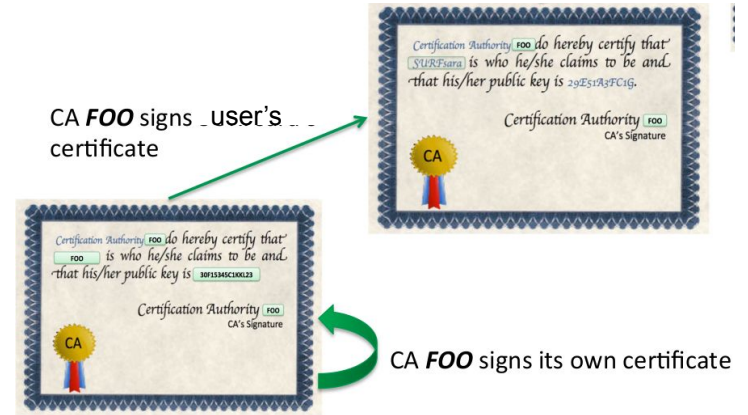 Certification Authority FOO do hereby certify that
SURFsara is who he/she claims to be and
that his/her public key is 29E51A3FC1G.
Certification Authority FOO
CA's Signature
CA
CA FOO signs user's
certificate
Certification Authority FOO do hereby certify that
FOO is who he/she claims to be and
that his/her public key is 30F15345C1KKL23
Certification Authority FOO
CA's Signature
CA
CA FOO signs its own certificate